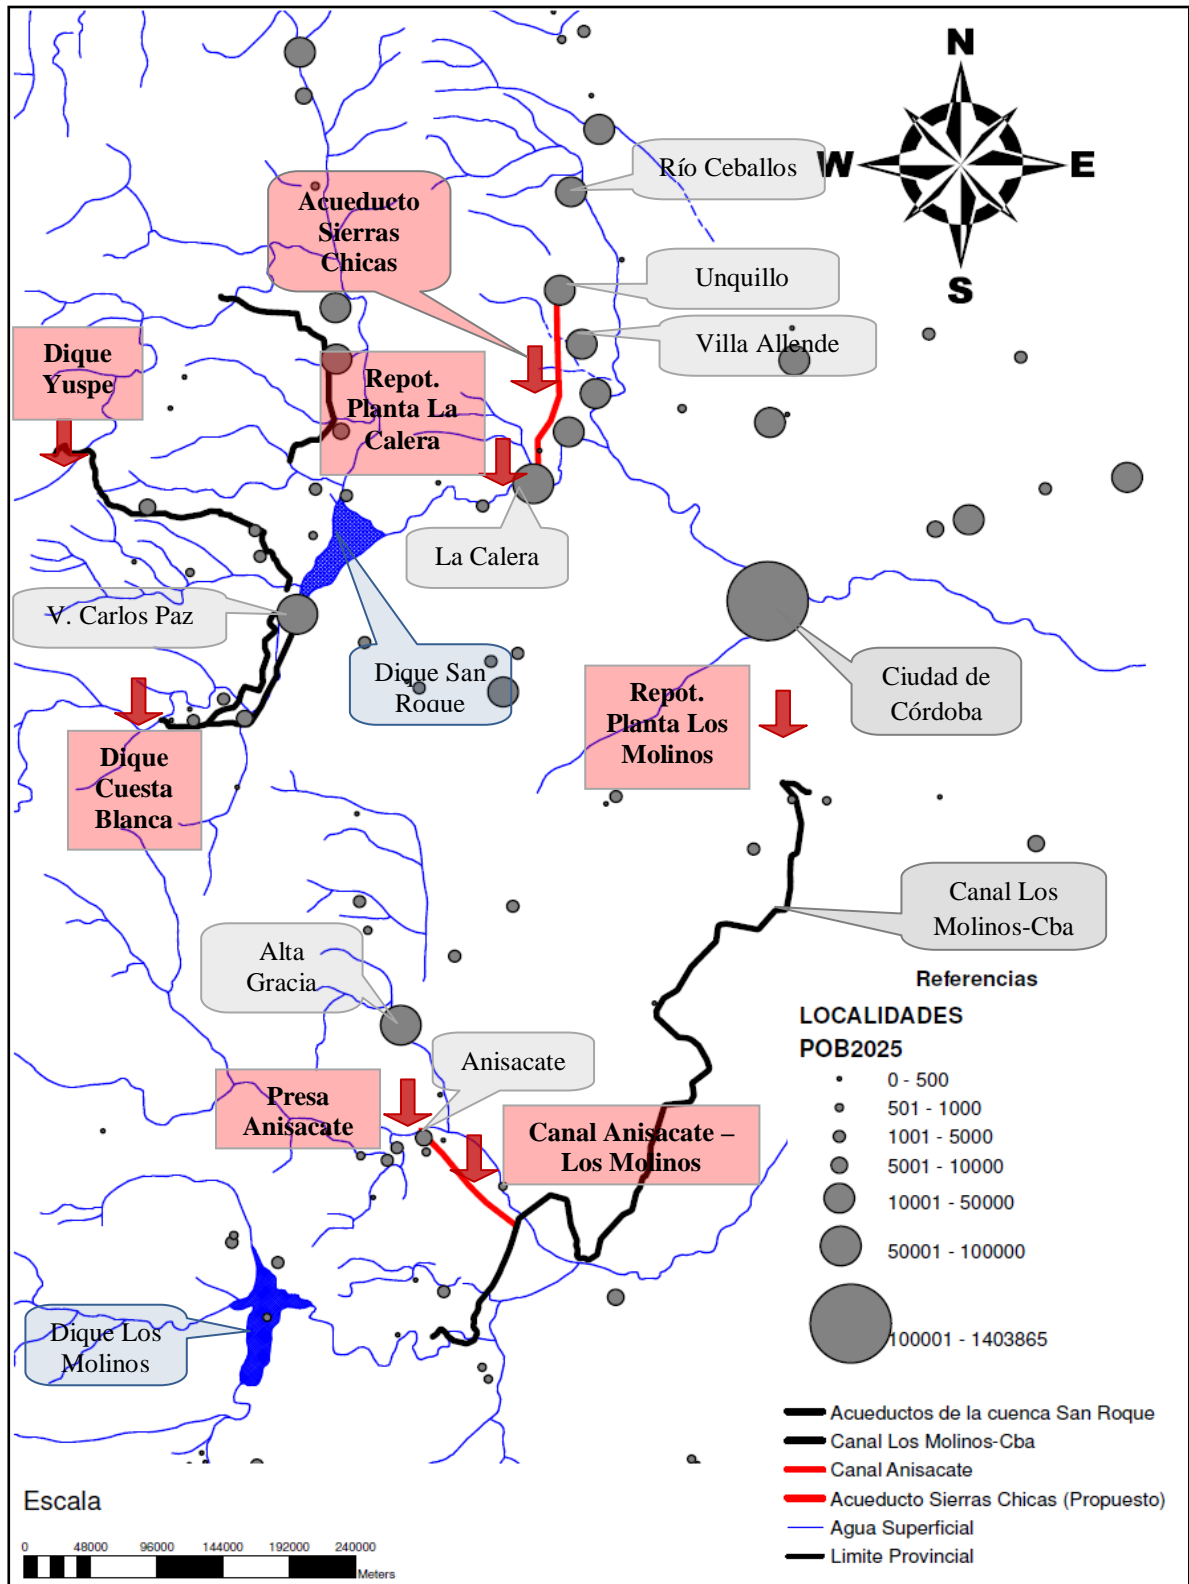 N
W
E
S
Río Ceballos
Acueducto
Sierras
Chicas
Unquillo
Villa Allende
Dique
Yuspe
Repot.
Planta La
Calera
La Calera
V. Carlos Paz
Dique San
Roque
Ciudad de
Córdoba
Repot.
Planta Los
Molinos
Dique
Cuesta
Blanca
Canal Los
Molinos-Cba
Alta
Gracia
Anisacate
Presa
Anisacate
Canal Anisacate –
Los Molinos
Dique Los
Molinos
Referencias
LOCALIDADES
POB2025
0 - 500
501 - 1000
1001 - 5000
5001 - 10000
10001 - 50000
50001 - 100000
100001 - 1403865
Acueductos de la cuenca San Roque
Canal Los Molinos-Cba
Canal Anisacate
Acueducto Sierras Chicas (Propuesto)
Agua Superficial
Limite Provincial
Escala
0 48000 96000 144000 192000 240000
Meters